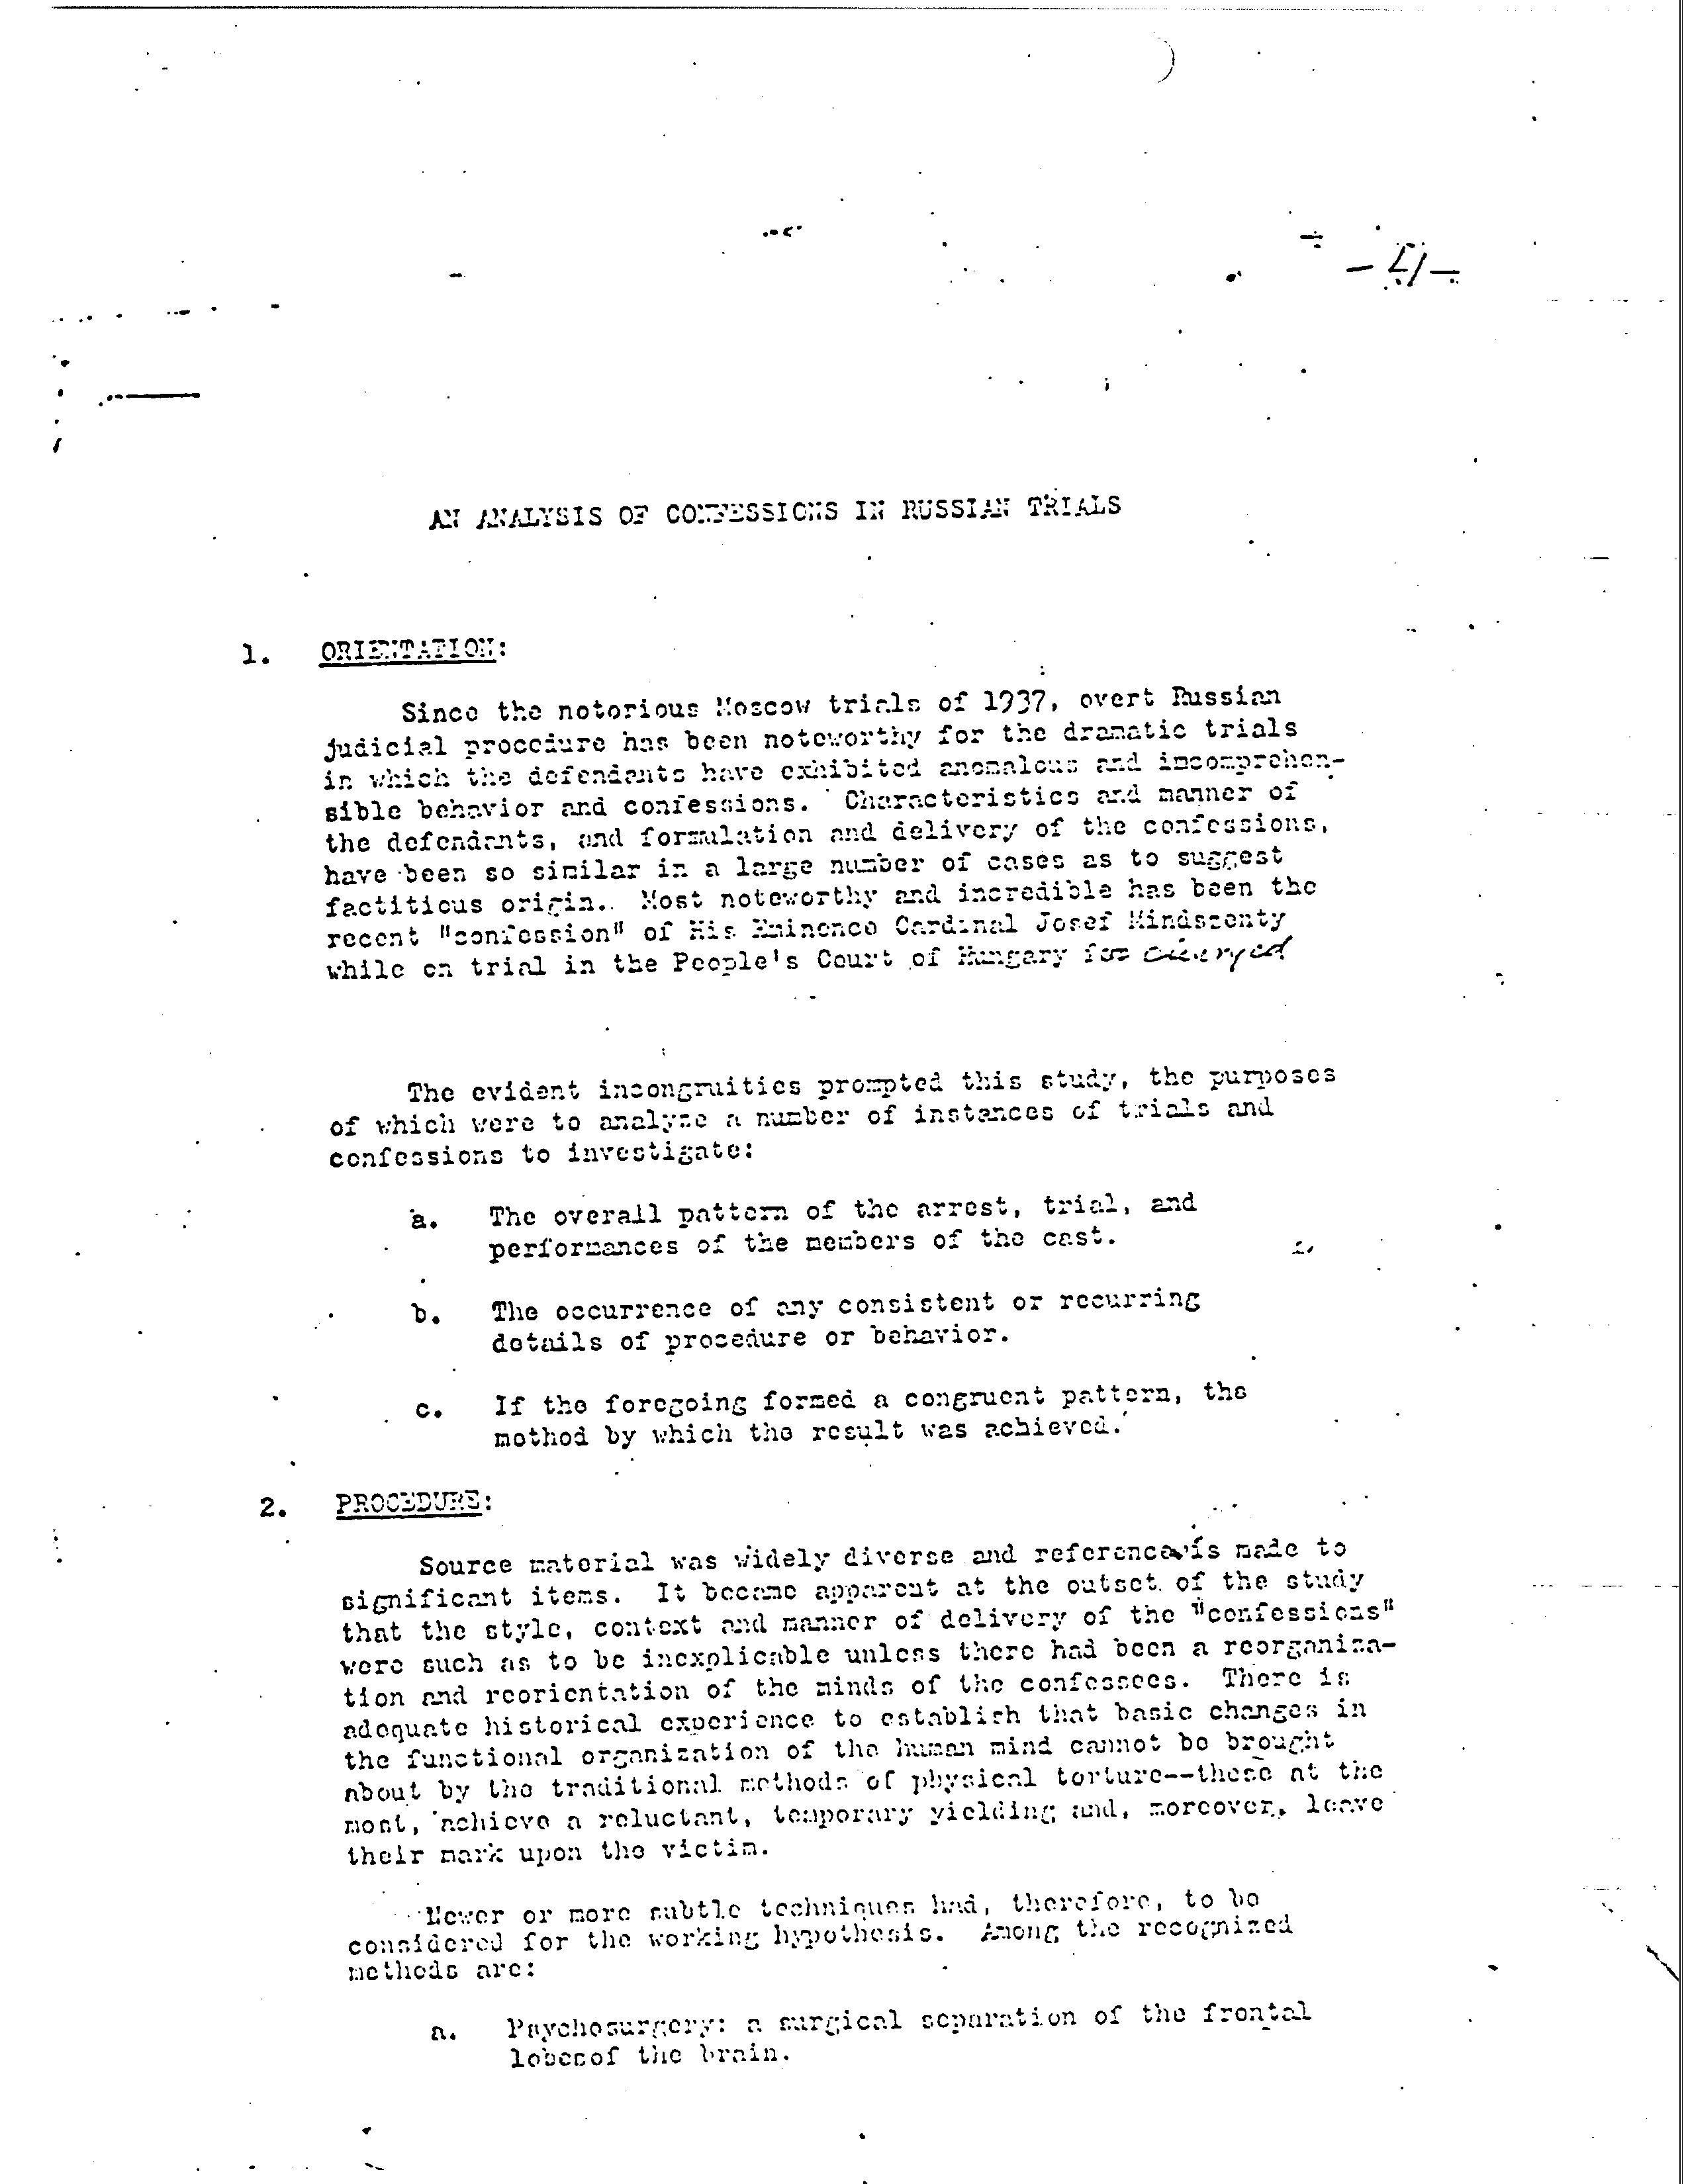 AN ANALYSIS OF CONFESSIONS IN RUSSIAN TRIALS
1. ORIENTATION:
Since the notorious Moscow trials of 1937, overt Russian
judicial procedure has been noteworthy for the dramatic trials
in which the defendants have exhibited anomalous and incomprehen-
sible behavior and confessions. Characteristics and manner of
the defendants, and formulation and delivery of the confessions,
have been so similar in a large number of cases as to suggest
factitious origin. Most noteworthy and incredible has been the
recent "confession" of His Eminence Cardinal Josef Mindszenty
while on trial in the People's Court of Hungary for
The evident incongruities prompted this study, the purposes
of which were to analyze a number of instances of trials and
confessions to investigate:
a. The overall pattern of the arrest, trial, and
performances of the members of the cast.
b. The occurrence of any consistent or recurring
details of procedure or behavior.
c. If the foregoing formed a congruent pattern, the
method by which the result was achieved.
2. PROCEDURE:
Source material was widely diverse and reference is made to
significant items. It became apparent at the outset of the study
that the style, context and manner of delivery of the "confessions"
were such as to be inexplicable unless there had been a reorganiza-
tion and reorientation of the minds of the confessees. There is
adequate historical experience to establish that basic changes in
the functional organization of the human mind cannot be brought
about by the traditional methods of physical torture--these at the
most, achieve a reluctant, temporary yielding and, moreover, leave
their mark upon the victim.
Newer or more subtle techniques had, therefore, to be
considered for the working hypothesis. Among the recognized
methods are:
a. Psychosurgery: a surgical separation of the frontal
lobesof the brain.